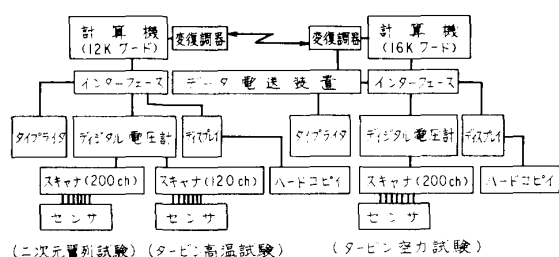 計算機
(12Kワード)
変復調器
変復調器
計算機
(16Kワード)
インターフェース
データ電送装置
インターフェース
タイプライタ
ディジタル電圧計
ディスプレイ
タイプライタ
ディジタル電圧計
ディスプレイ
スキャナ(200ch)
スキャナ(120ch)
ハードコピイ
スキャナ(200ch)
ハードコピイ
センサ
センサ
センサ
(二次元翼列試験)
(タービン高温試験)
(タービン空力試験)